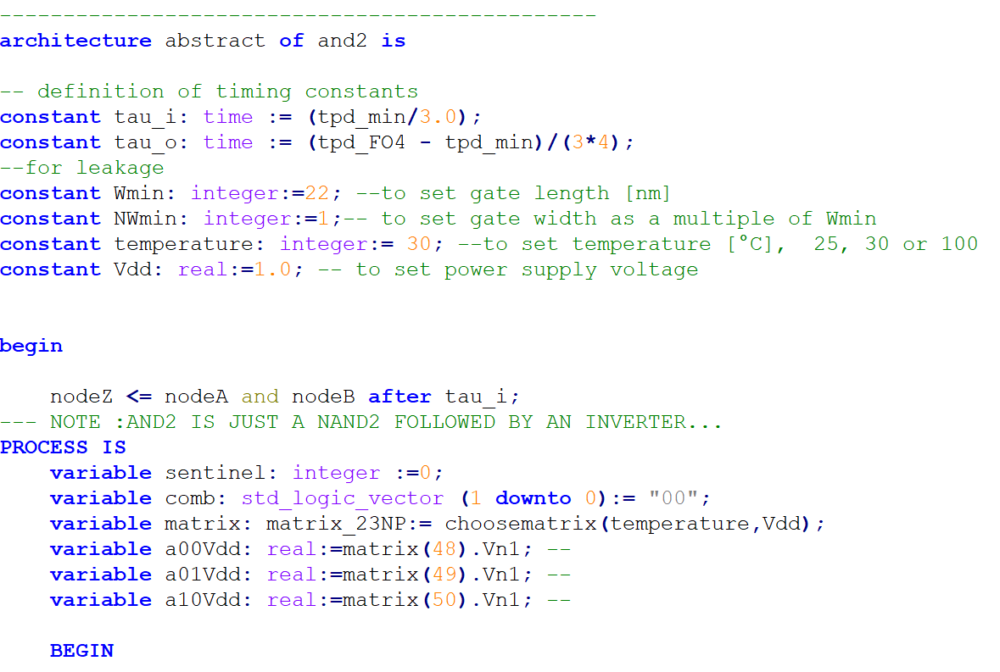 -----------------------------------------------
architecture abstract of and2 is
-- definition of timing constants
constant tau_i: time := (tpd_min/3.0);
constant tau_o: time := (tpd_FO4 - tpd_min)/(3*4);
--for leakage
constant Wmin: integer:=22; --to set gate length [nm]
constant NWmin: integer:=1;-- to set gate width as a multiple of Wmin
constant temperature: integer:= 30; --to set temperature [°C],  25, 30 or 100
constant Vdd: real:=1.0; -- to set power supply voltage
begin
    nodeZ <= nodeA and nodeB after tau_i;
--- NOTE :AND2 IS JUST A NAND2 FOLLOWED BY AN INVERTER...
PROCESS IS
    variable sentinel: integer :=0;
    variable comb: std_logic_vector (1 downto 0):= "00";
    variable matrix: matrix_23NP:= choosematrix(temperature,Vdd);
    variable a00Vdd: real:=matrix(48).Vn1; --
    variable a01Vdd: real:=matrix(49).Vn1; --
    variable a10Vdd: real:=matrix(50).Vn1; --
    BEGIN